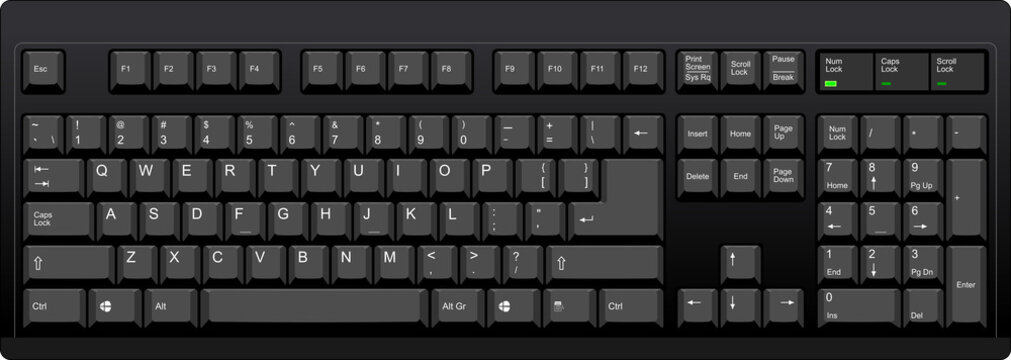 Esc F1 F2 F3 F4 F5 F6 F7 F8 F9 F10 F11 F12 Print Screen Sys Rq Scroll Lock Pause Break Num Lock Caps Lock Scroll Lock
~ ` \ ! 1 @ 2 # 3 $ 4 % 5 ^ 6 & 7 * 8 ( 9 ) 0 — - + = | \ ← Insert Home Page Up Num Lock / * -
Q W E R T Y U I O P { [ } ] Delete End Page Down 7 Home 8 ↑ 9 Pg Up +
Caps Lock A S D F G H J K L : ; " ' 4 ← 5 6 →
⇧ Z X C V B N M < , > . ? / ⇧ ↑ 1 End 2 ↓ 3 Pg Dn Enter
Ctrl Alt Alt Gr Ctrl ← ↓ → 0 Ins . Del